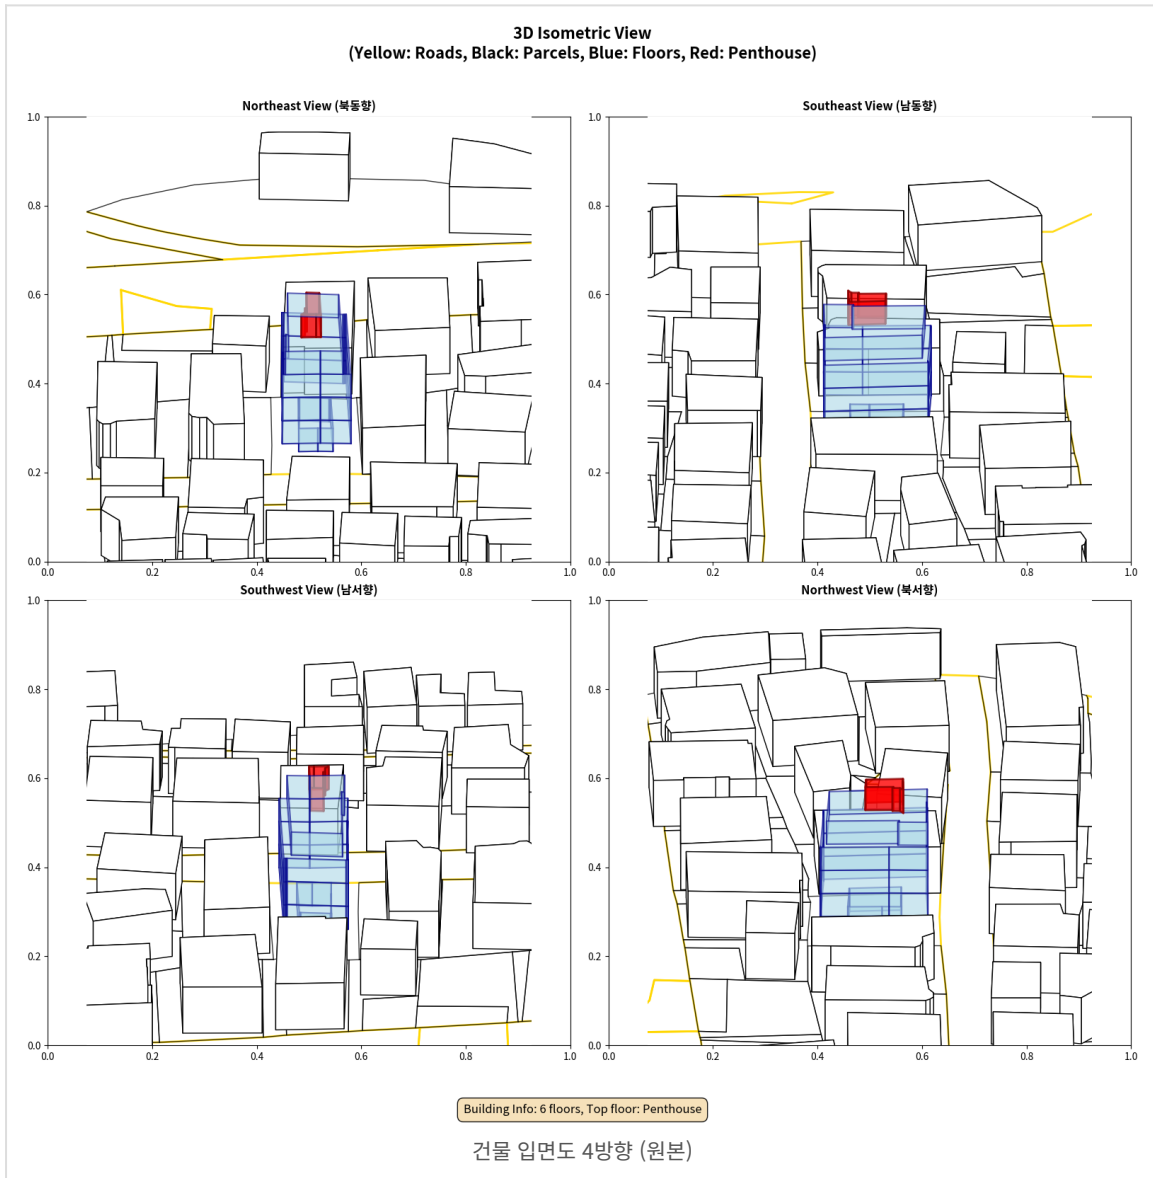 3D Isometric View
(Yellow: Roads, Black: Parcels, Blue: Floors, Red: Penthouse)
Northeast View (북동향)
Southeast View (남동향)
1.0
0.8
0.6
0.4
0.2
0.0
0.0 0.2 0.4 0.6 0.8 1.0
1.0
0.8
0.6
0.4
0.2
0.0
0.0 0.2 0.4 0.6 0.8 1.0
Southwest View (남서향)
Northwest View (북서향)
1.0
0.8
0.6
0.4
0.2
0.0
0.0 0.2 0.4 0.6 0.8 1.0
1.0
0.8
0.6
0.4
0.2
0.0
0.0 0.2 0.4 0.6 0.8 1.0
Building Info: 6 floors, Top floor: Penthouse
건물 입면도 4방향 (원본)